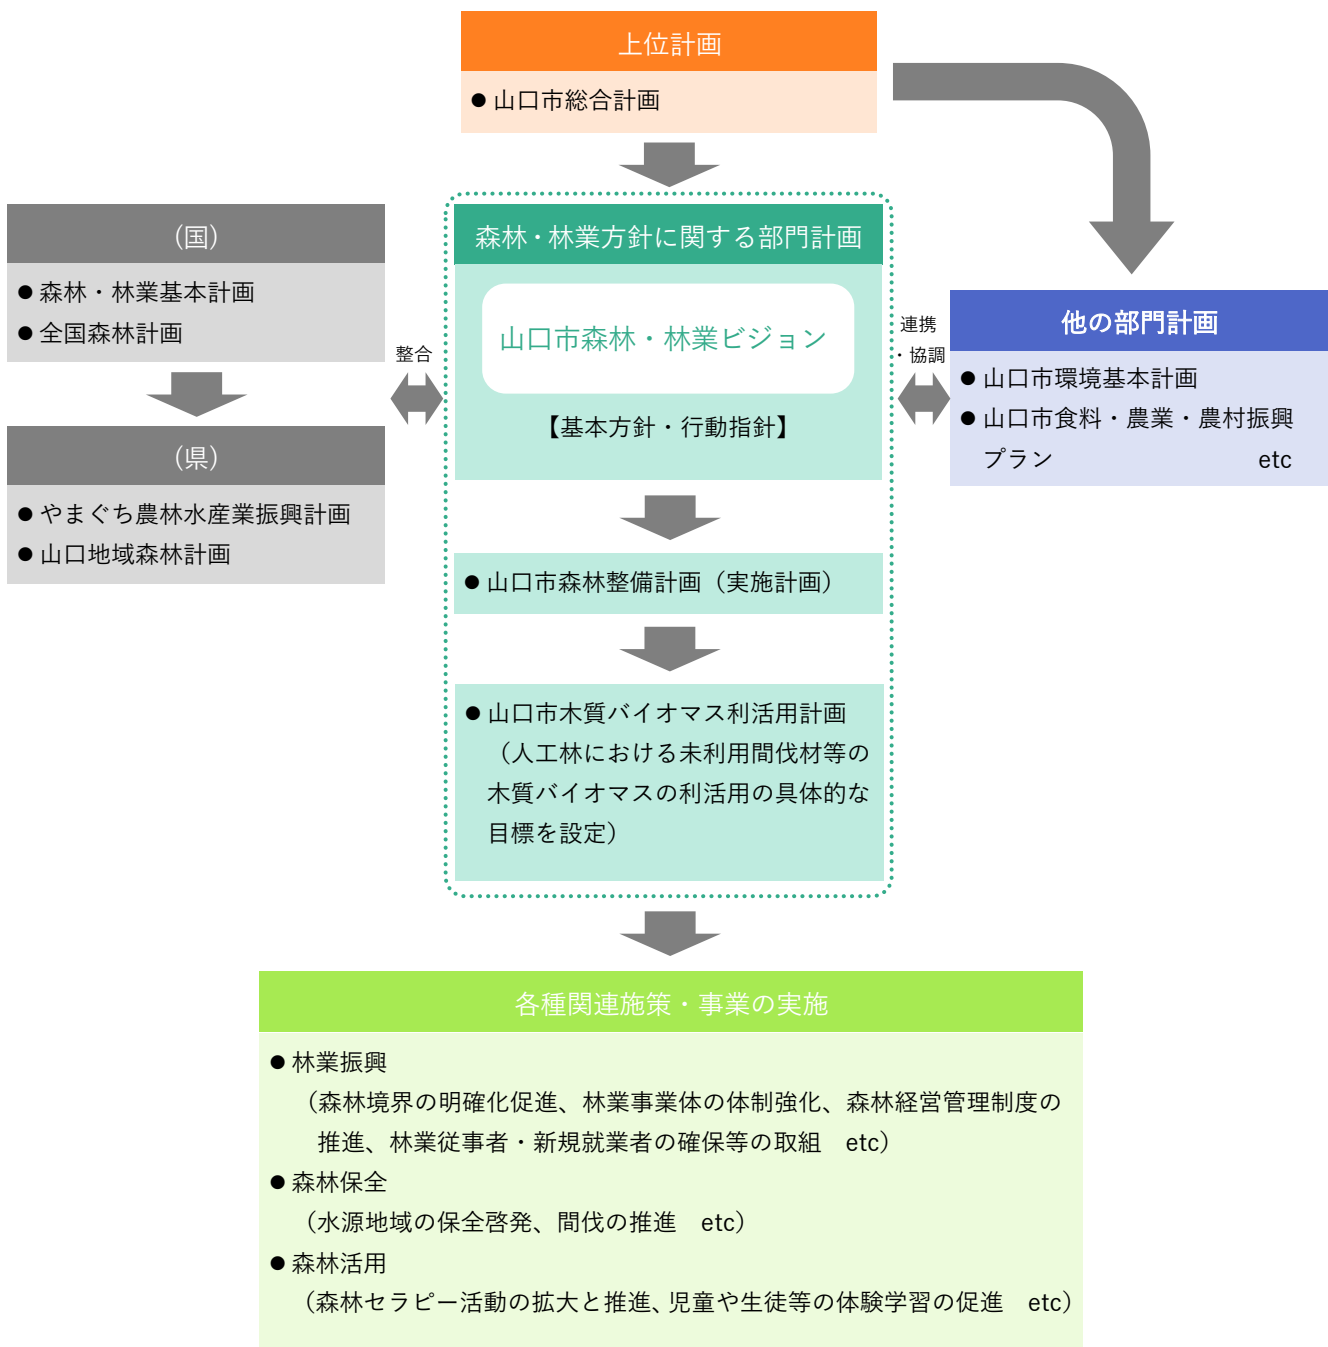 上位計画
●山口市総合計画
（国）
●森林・林業基本計画
●全国森林計画
（県）
●やまぐち農林水産業振興計画
●山口地域森林計画
整合
森林・林業方針に関する部門計画
山口市森林・林業ビジョン
【基本方針・行動指針】
●山口市森林整備計画（実施計画）
●山口市木質バイオマス利活用計画
（人工林における未利用間伐材等の
木質バイオマスの利活用の具体的な
目標を設定）
連携
・協調
他の部門計画
●山口市環境基本計画
●山口市食料・農業・農村振興
プラン　etc
各種関連施策・事業の実施
●林業振興
（森林境界の明確化促進、林業事業体の体制強化、森林経営管理制度の
推進、林業従事者・新規就業者の確保等の取組　etc）
●森林保全
（水源地域の保全啓発、間伐の推進　etc）
●森林活用
（森林セラピー活動の拡大と推進、児童や生徒等の体験学習の促進　etc）